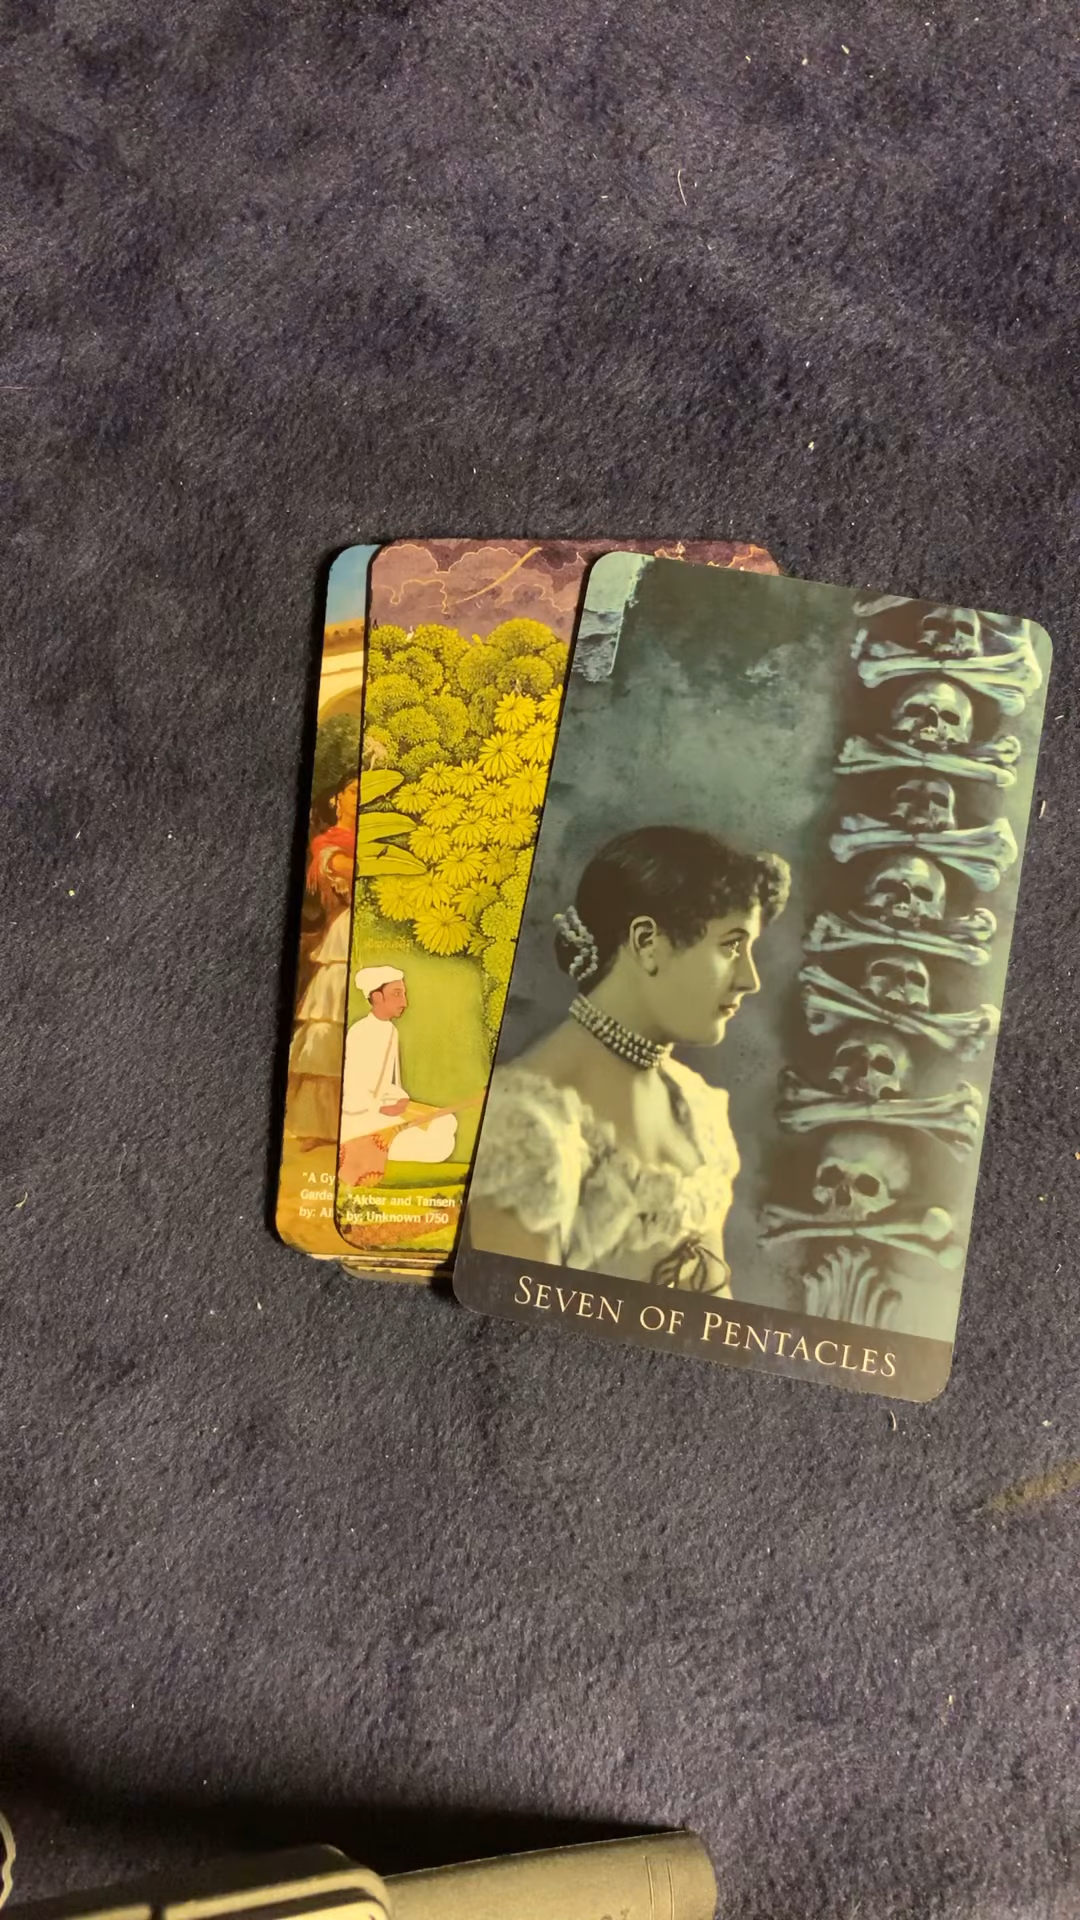 "A Gy
Garde
by: Al
"Akbar and Tansen
by: Unknown 1750
SEVEN OF PENTACLES